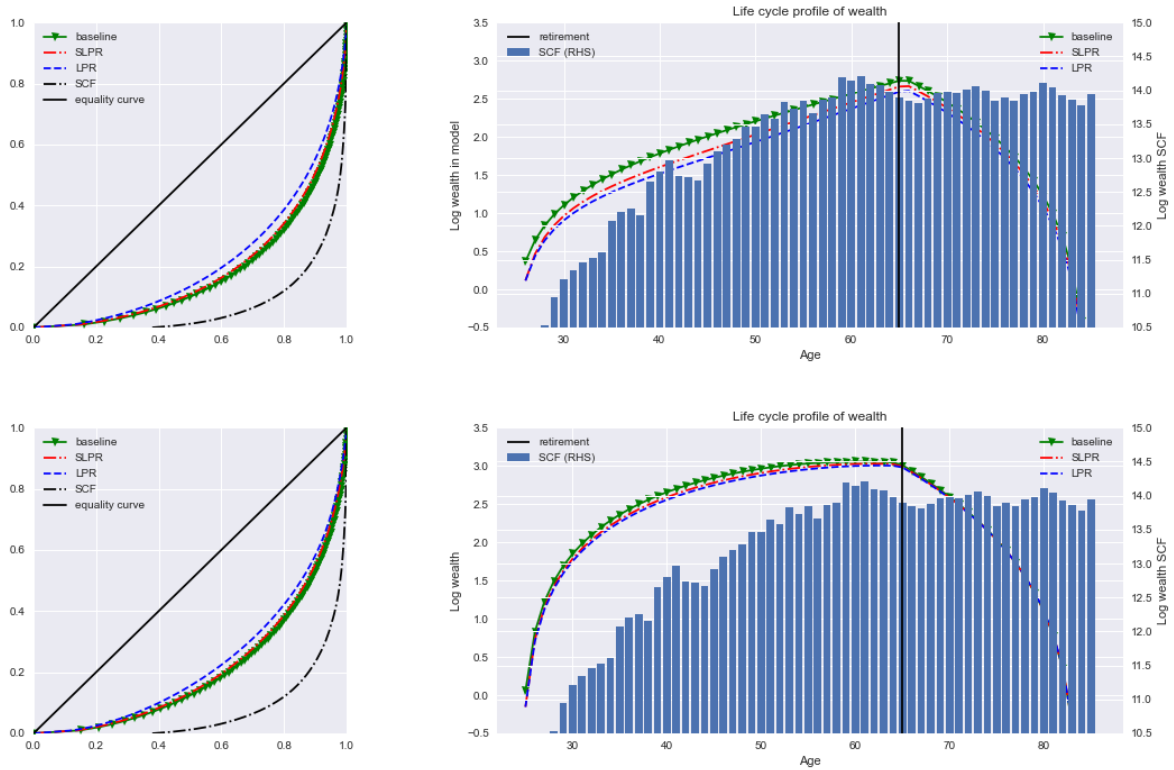 baseline
SLPR
LPR
SCF
equality curve
1.0
0.8
0.6
0.4
0.2
0.0
0.0 0.2 0.4 0.6 0.8 1.0
Life cycle profile of wealth
retirement
SCF (RHS)
baseline
SLPR
LPR
Log wealth in model
3.5
3.0
2.5
2.0
1.5
1.0
0.5
0.0
−0.5
30 40 50 60 70 80
Age
15.0
14.5
14.0
13.5
13.0
12.5
12.0
11.5
11.0
10.5
Log wealth SCF
baseline
SLPR
LPR
SCF
equality curve
1.0
0.8
0.6
0.4
0.2
0.0
0.0 0.2 0.4 0.6 0.8 1.0
Life cycle profile of wealth
retirement
SCF (RHS)
baseline
SLPR
LPR
Log wealth
3.5
3.0
2.5
2.0
1.5
1.0
0.5
0.0
−0.5
30 40 50 60 70 80
Age
15.0
14.5
14.0
13.5
13.0
12.5
12.0
11.5
11.0
10.5
Log wealth SCF